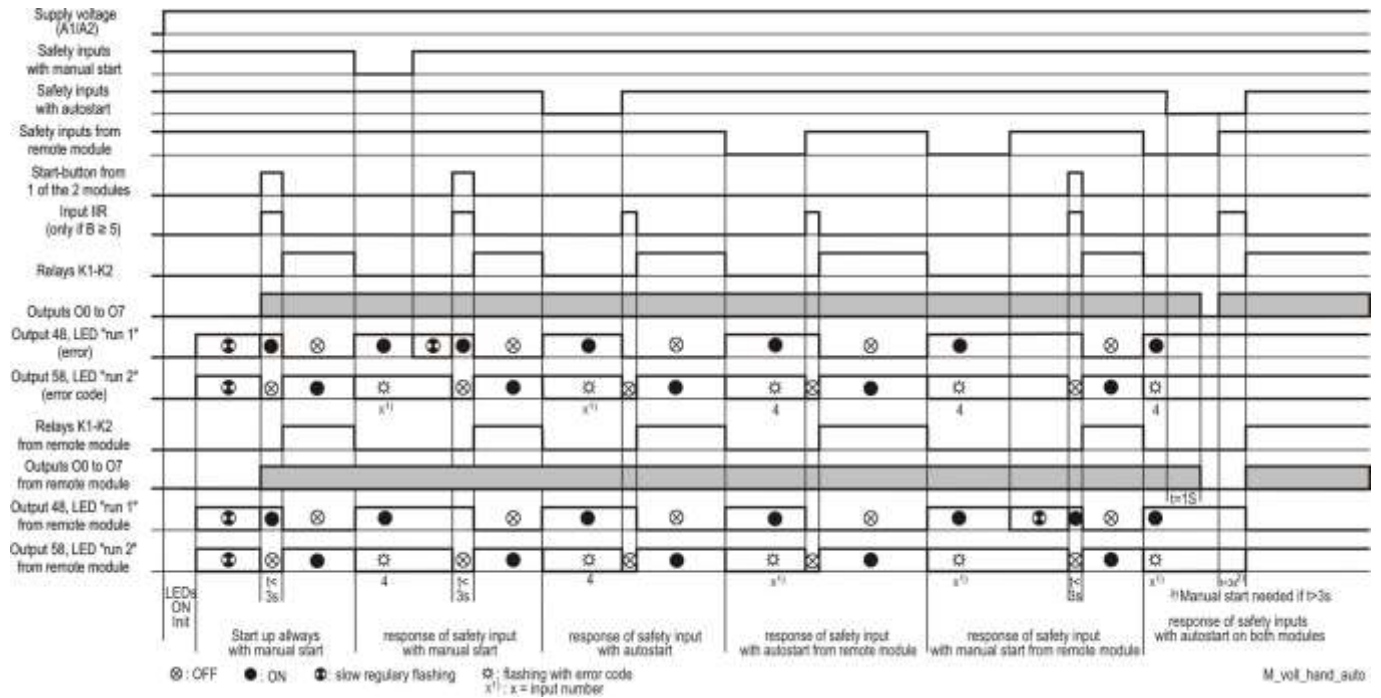 Supply voltage
(A1/A2)
Safety inputs
with manual start
Safety inputs
with autostart
Safety inputs from
remote module
Start-button from
1 of the 2 modules
Input IIR
(only if B ≥ 5)
Relays K1-K2
Outputs O0 to O7
Output 48, LED "run 1"
(error)
Output 58, LED "run 2"
(error code)
x¹⁾ x¹⁾ 4 4 4
Relays K1-K2
from remote module
Outputs O0 to O7
from remote module
t=1S
Output 48, LED "run 1"
from remote module
Output 58, LED "run 2"
from remote module
t<
3s
4
t<
3s
4
x¹⁾
x¹⁾
t<
3s
x¹⁾
²⁾Manual start needed if t>3s
LEDs
ON
Init
Start up allways
with manual start
response of safety input
with manual start
response of safety input
with autostart
response of safety input
with autostart from remote module
response of safety input
with manual start from remote module
response of safety inputs
with autostart on both modules
: OFF : ON : slow regulary flashing : flashing with error code
x¹⁾ : x = input number
M_voll_hand_auto